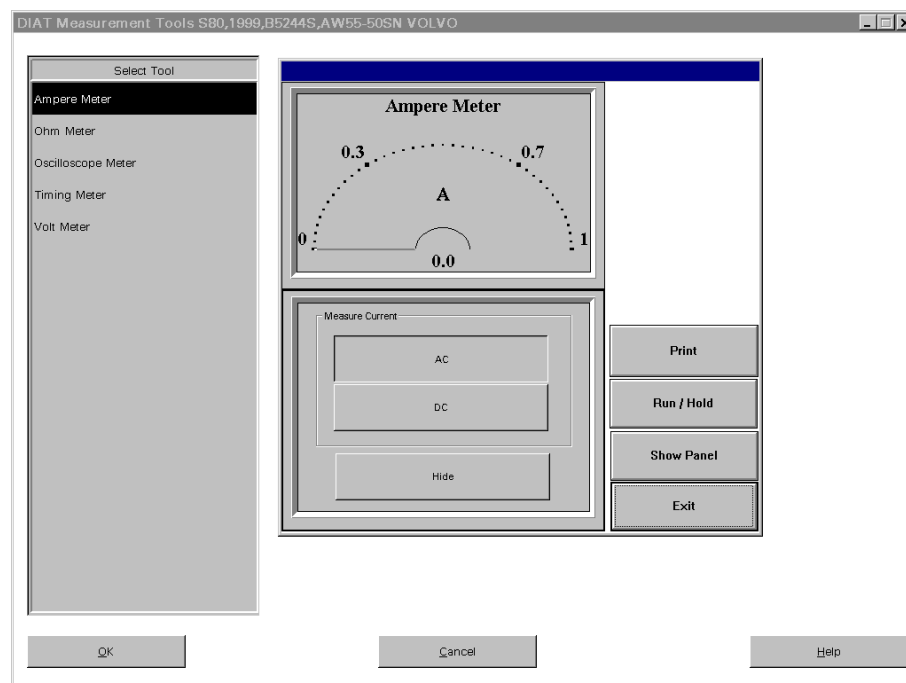 DIAT Measurement Tools S80,1999,B5244S,AW55-50SN VOLVO
Select Tool
Ampere Meter
Ohm Meter
Oscilloscope Meter
Timing Meter
Volt Meter
Ampere Meter
0.3 0.7
A
0 1
0.0
Measure Current
AC
DC
Hide
Print
Run / Hold
Show Panel
Exit
OK Cancel Help